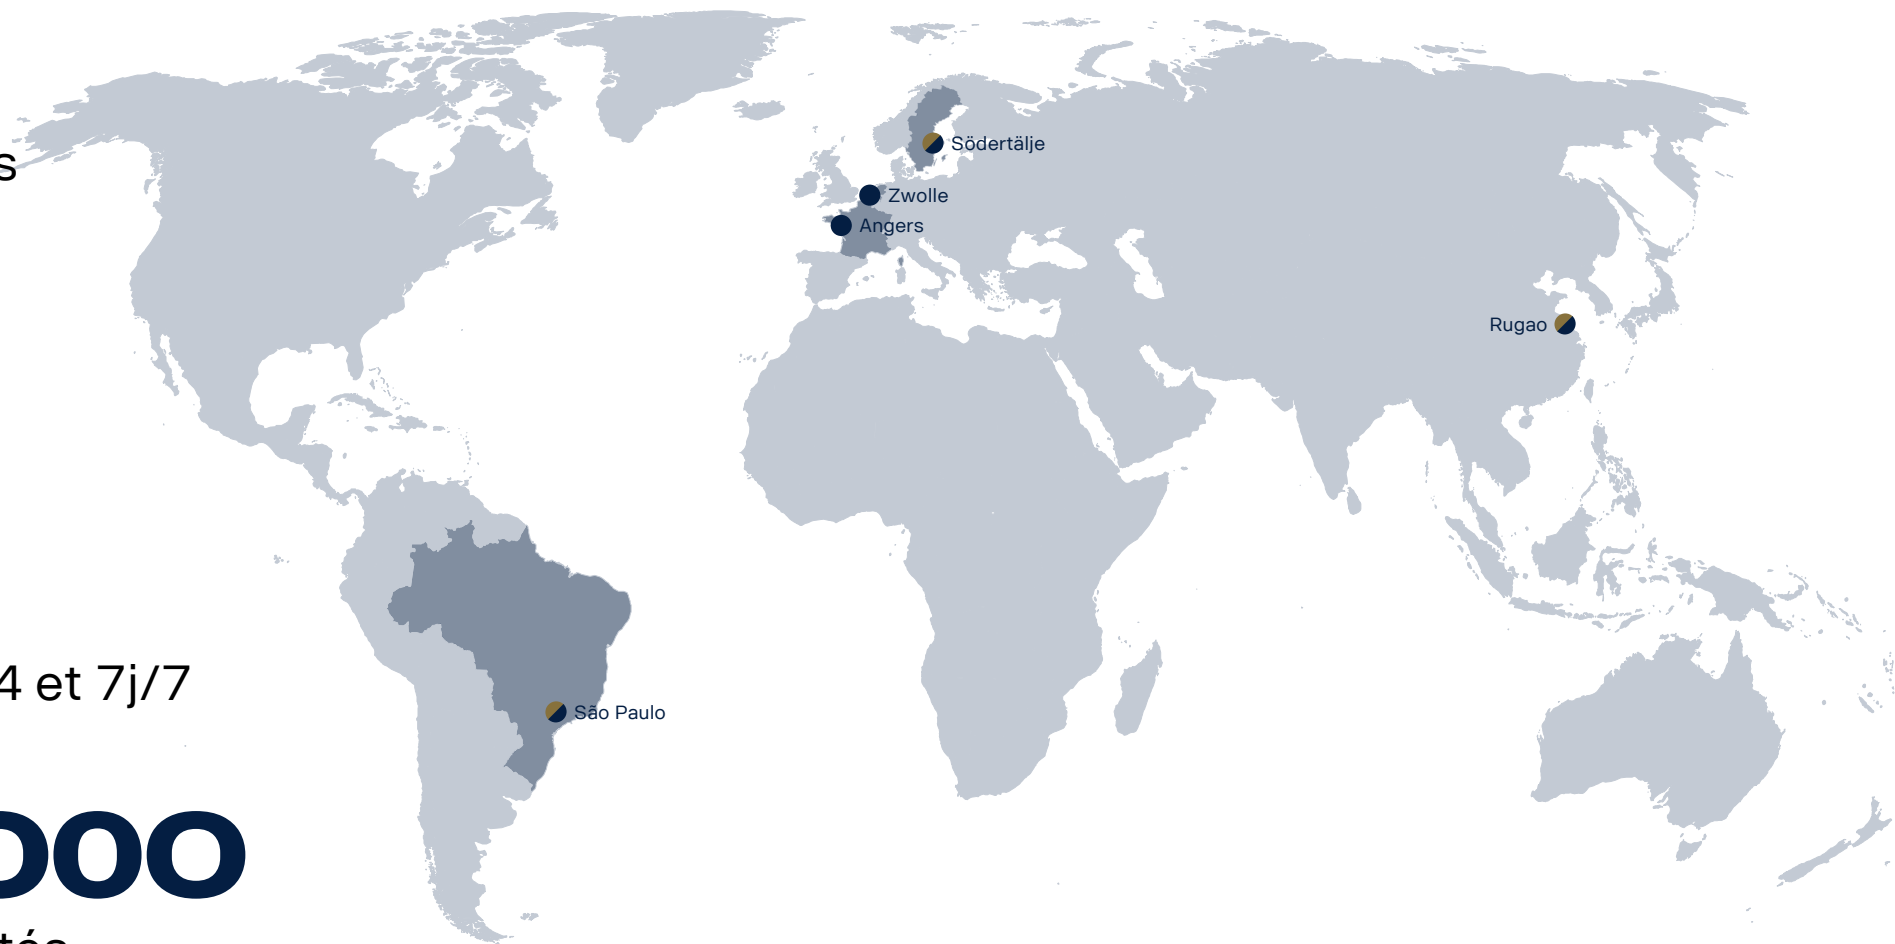 s
Södertälje
Zwolle
Angers
Rugao
4 et 7j/7
São Paulo
000